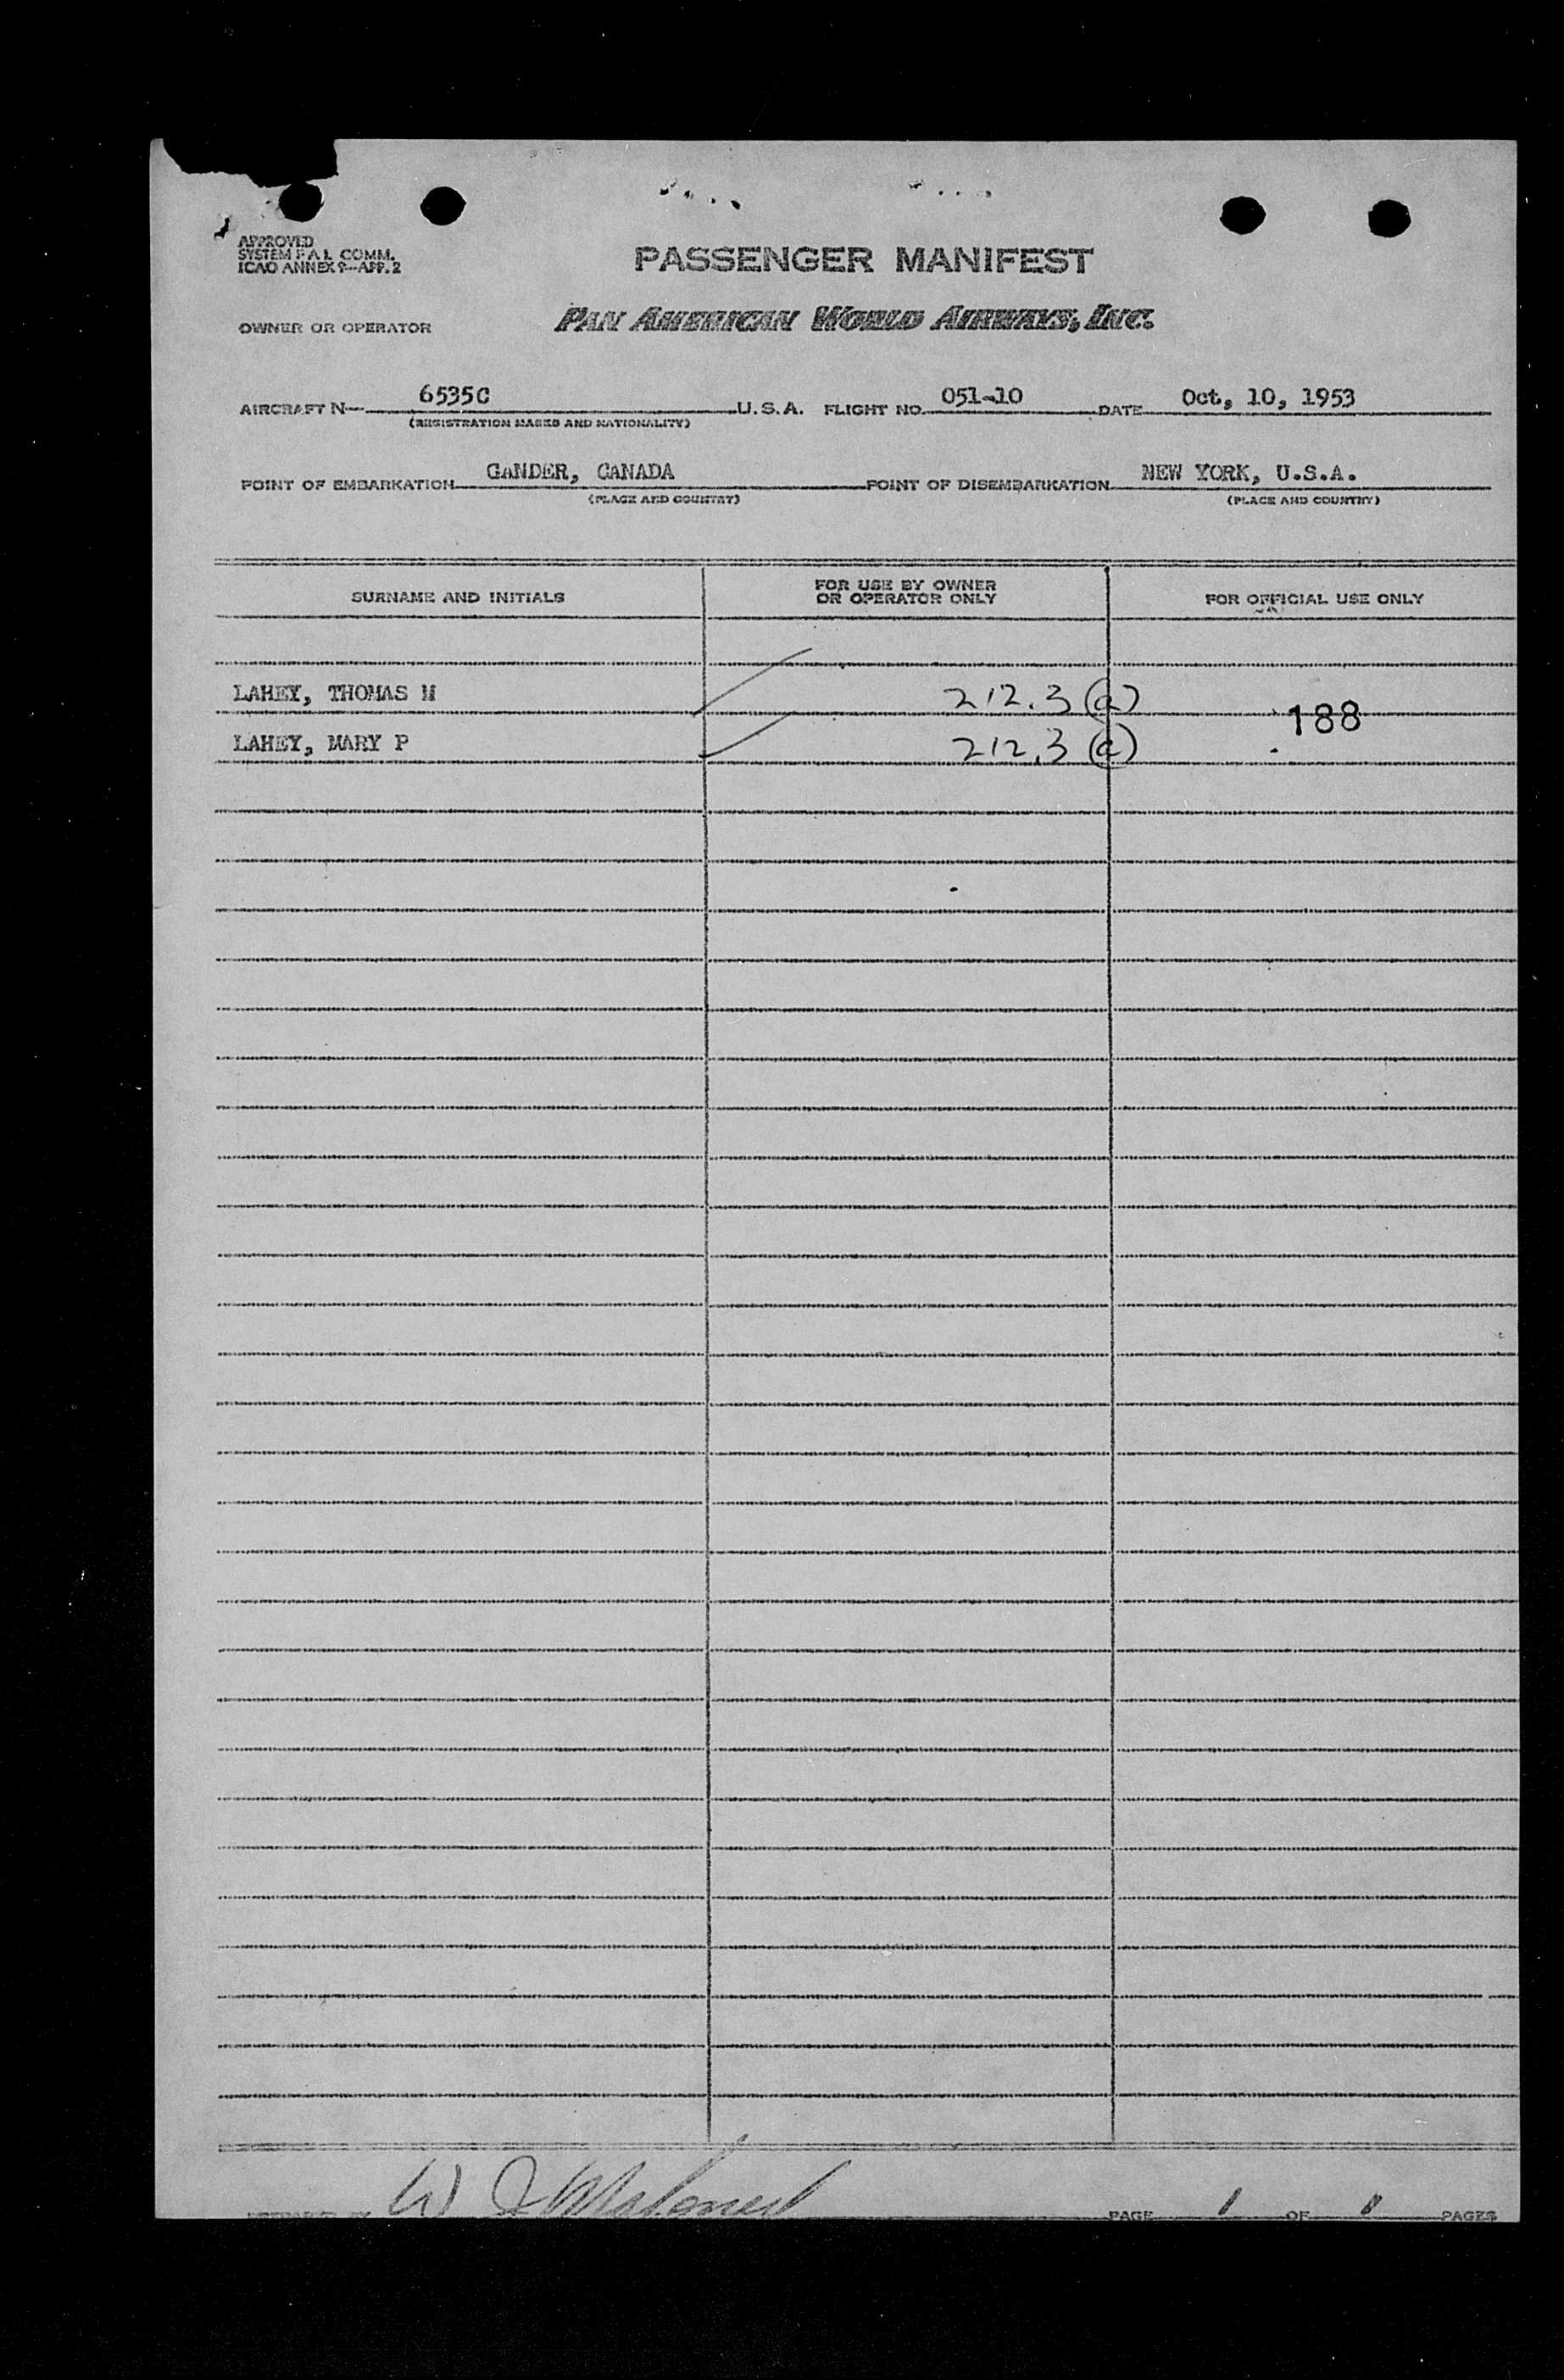 APPROVED
SYSTEM F A L COMM.
ICAO ANNEX 9—APP. 2
PASSENGER MANIFEST
OWNER OR OPERATOR PAN AMERICAN WORLD AIRWAYS, INC.
AIRCRAFT N— 6535C U.S.A. FLIGHT NO. 051-10 DATE Oct, 10, 1953
(REGISTRATION MARKS AND NATIONALITY)
POINT OF EMBARKATION GANDER, CANADA POINT OF DISEMBARKATION NEW YORK, U.S.A.
(PLACE AND COUNTRY) (PLACE AND COUNTRY)
SURNAME AND INITIALS FOR USE BY OWNER OR OPERATOR ONLY FOR OFFICIAL USE ONLY
LAHEY, THOMAS M 212.3 (a)
188
LAHEY, MARY P 212.3 (a)
PAGE 1 OF 1 PAGES